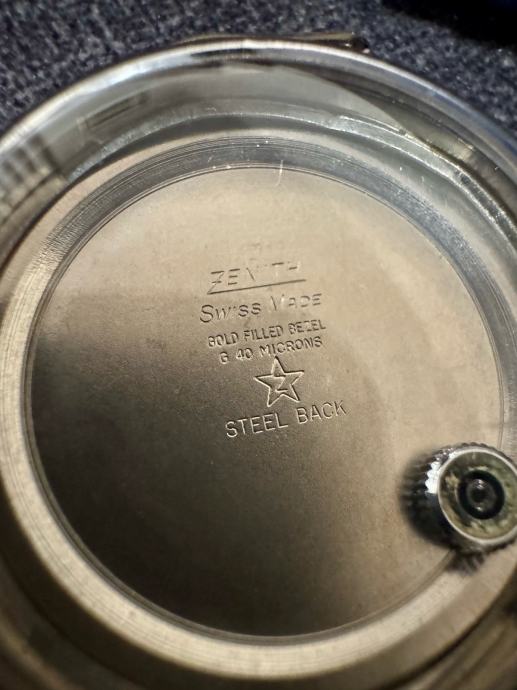 ZENITH
SWISS MADE
GOLD FILLED BEZEL
G 40 MICRONS
Z
STEEL BACK